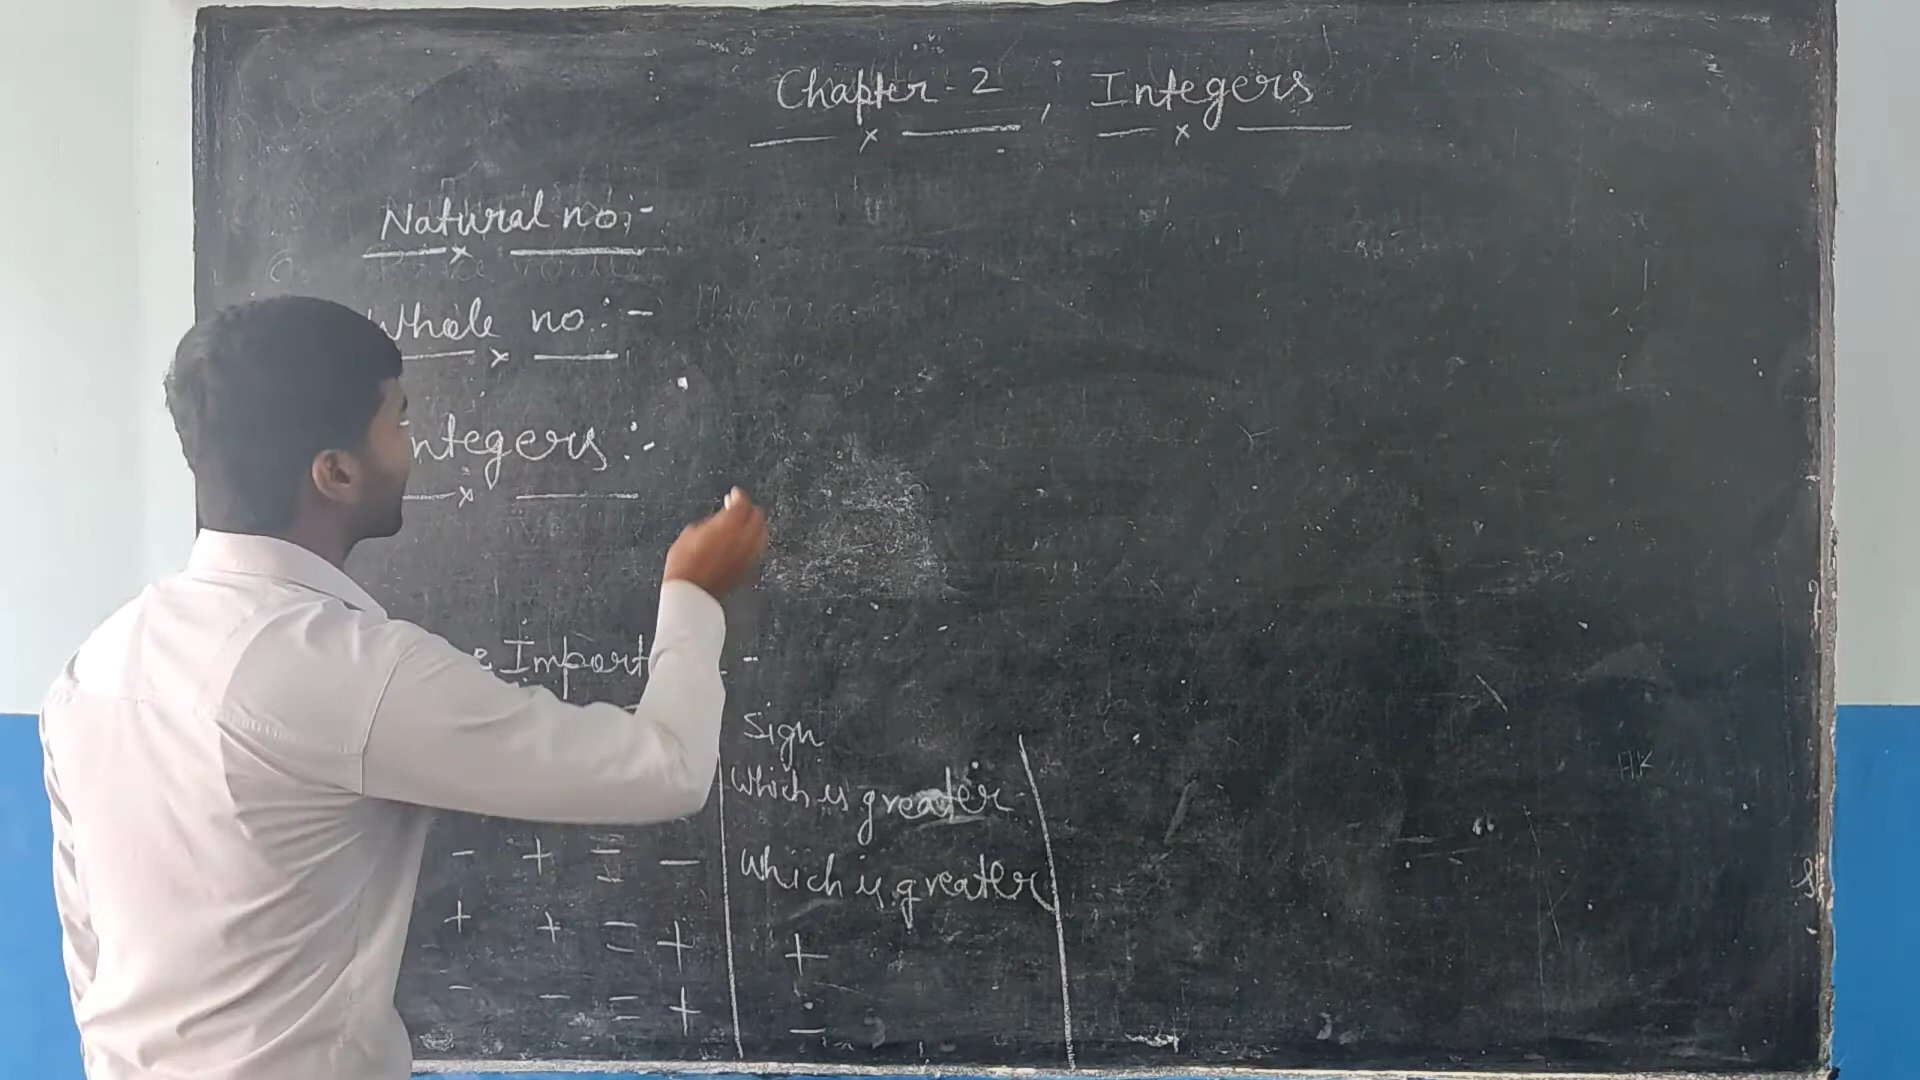 Chapter - 2 ; Integers
Natural no:-
Whole no. :-
ntegers :-
e Import -
Sign
Which is greater
- + = - Which is greater
+ + = + +
- - = + -